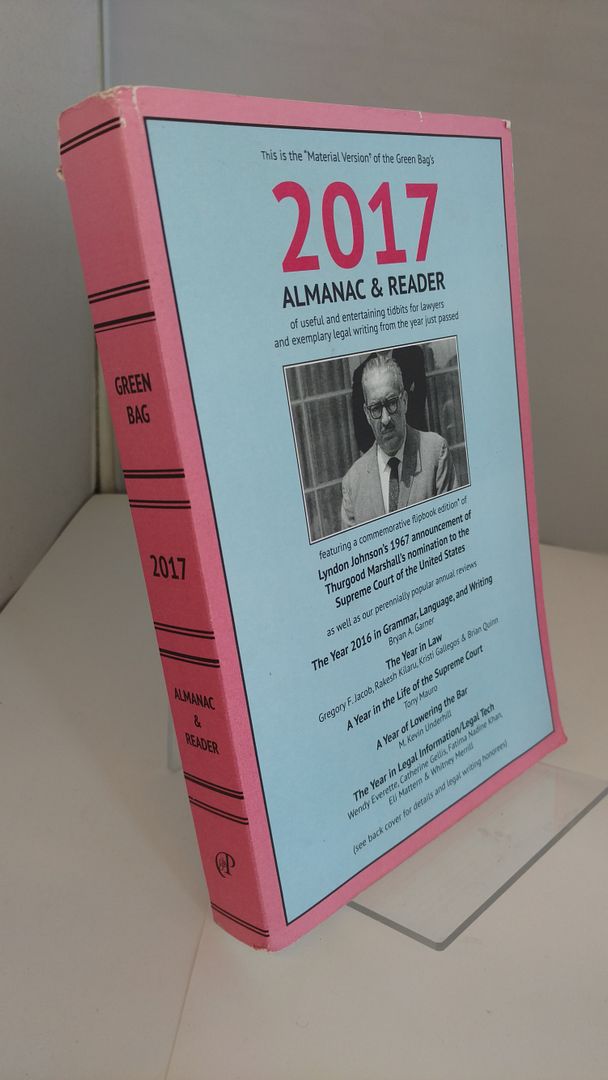 This is the "Material Version" of the Green Bag's
2017
ALMANAC & READER
of useful and entertaining tidbits for lawyers
and exemplary legal writing from the year just passed
featuring a commemorative flipbook edition* of
Lyndon Johnson's 1967 announcement of
Thurgood Marshall's nomination to the
Supreme Court of the United States
as well as our perennially popular annual reviews
The Year 2016 in Grammar, Language, and Writing
Bryan A. Garner
The Year in Law
Gregory F. Jacob, Rakesh Kilaru, Kristi Gallegos & Brian Quinn
A Year in the Life of the Supreme Court
Tony Mauro
A Year of Lowering the Bar
M. Kevin Underhill
The Year in Legal Information/Legal Tech
Wendy Everette, Catherine Gellis, Fatima Nadine Khan,
Eli Mattern & Whitney Merrill
(see back cover for details and legal writing honorees)
GREEN
BAG
2017
ALMANAC
&
READER